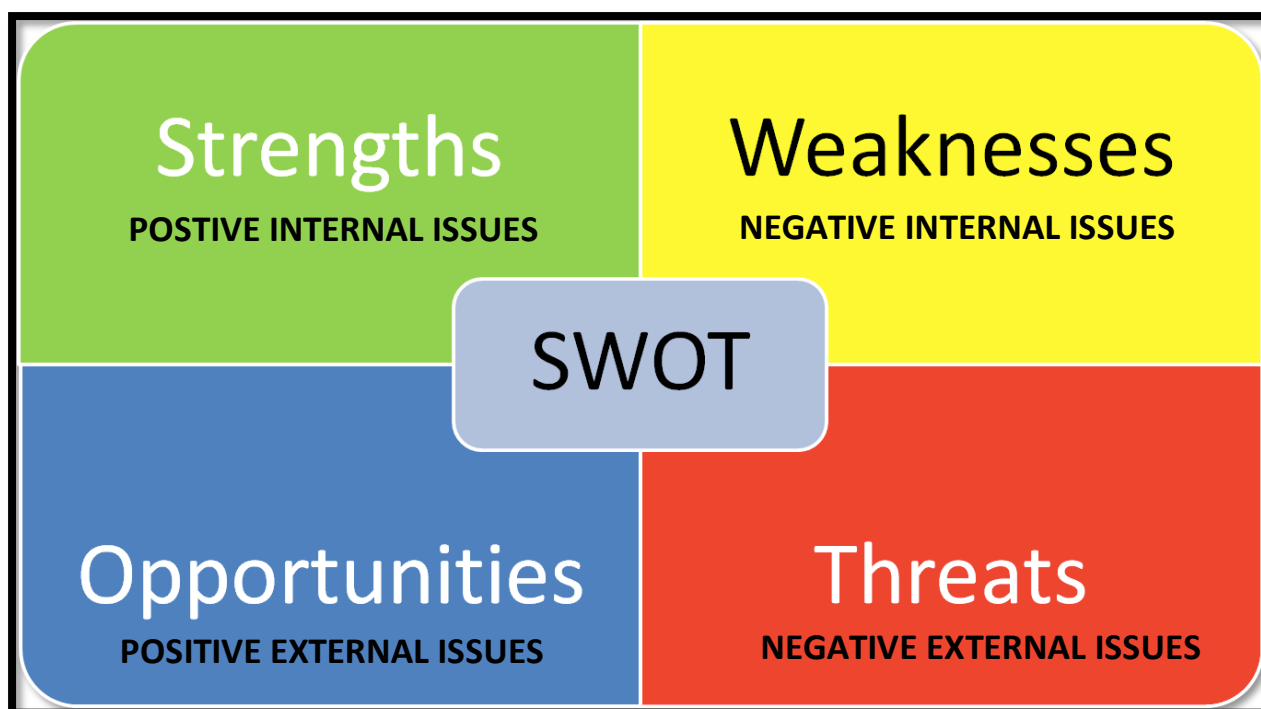 Strengths
POSTIVE INTERNAL ISSUES
Weaknesses
NEGATIVE INTERNAL ISSUES
SWOT
Opportunities
POSITIVE EXTERNAL ISSUES
Threats
NEGATIVE EXTERNAL ISSUES